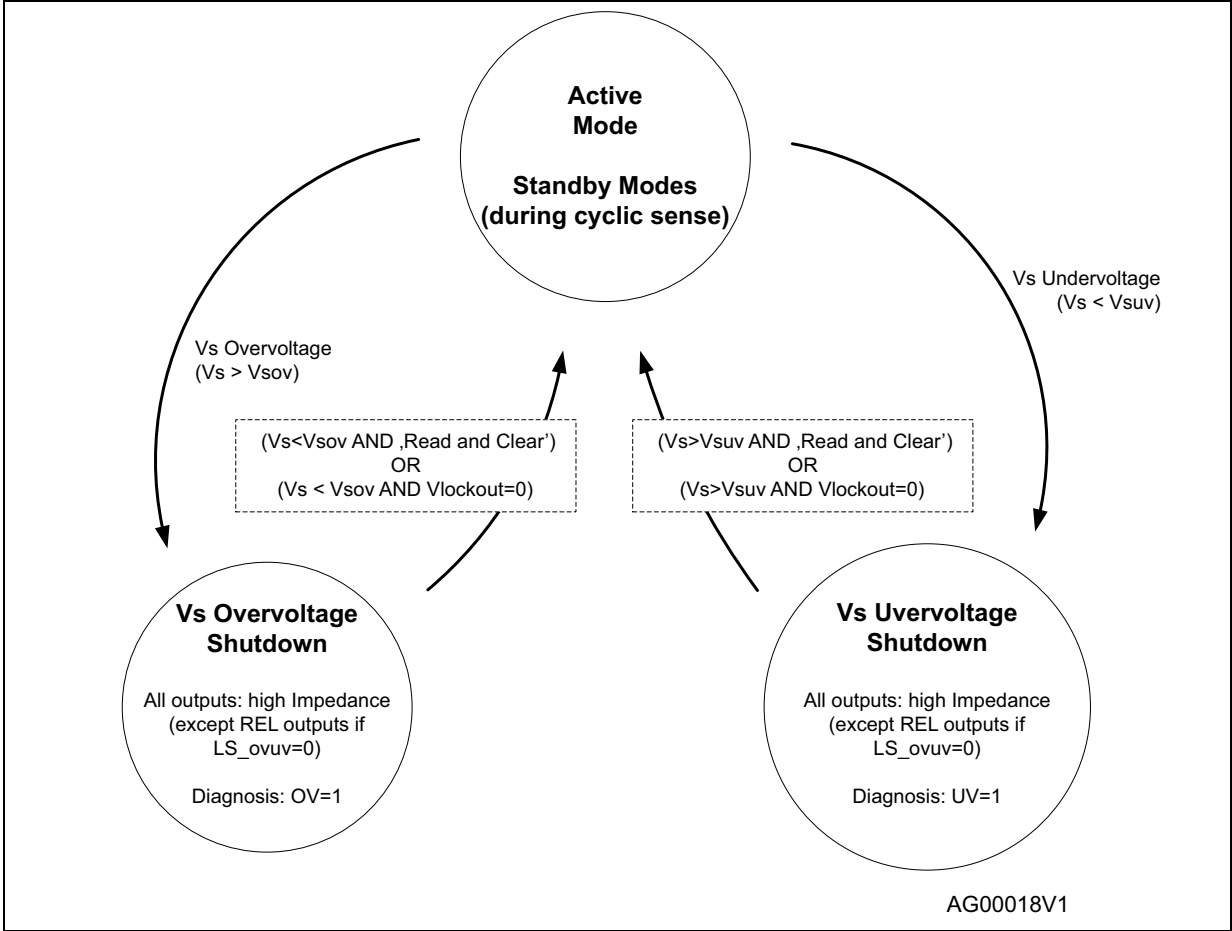 Active
Mode
Standby Modes
(during cyclic sense)
Vs Overvoltage
(Vs > Vsov)
Vs Undervoltage
(Vs < Vsuv)
(Vs<Vsov AND ,Read and Clear’)
OR
(Vs < Vsov AND Vlockout=0)
(Vs>Vsuv AND ,Read and Clear’)
OR
(Vs>Vsuv AND Vlockout=0)
Vs Overvoltage
Shutdown
All outputs: high Impedance
(except REL outputs if
LS_ovuv=0)
Diagnosis: OV=1
Vs Uvervoltage
Shutdown
All outputs: high Impedance
(except REL outputs if
LS_ovuv=0)
Diagnosis: UV=1
AG00018V1